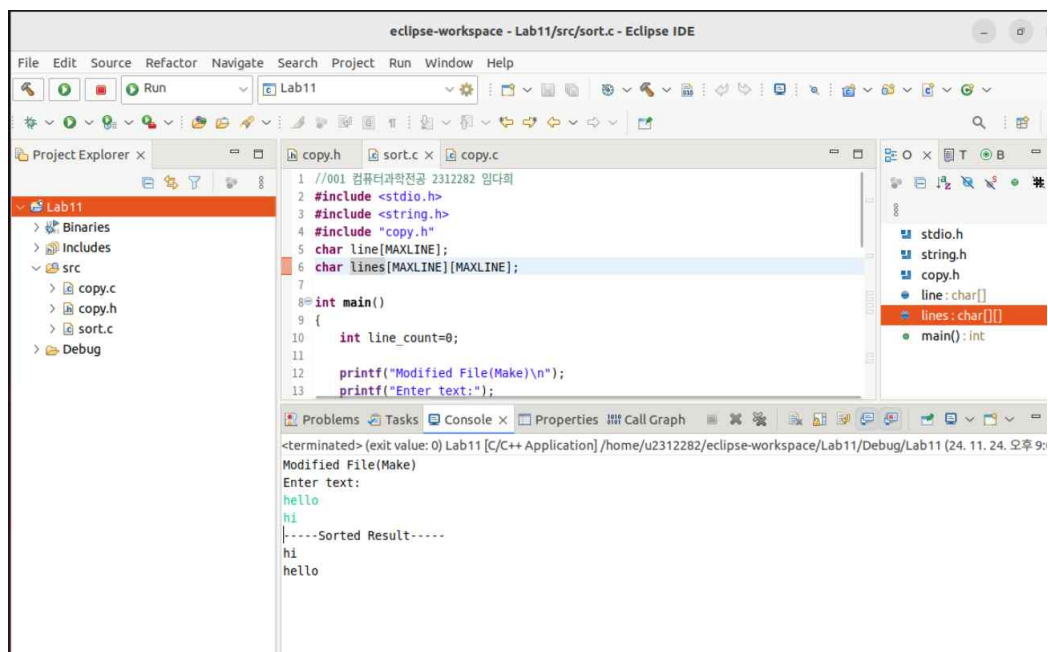 eclipse-workspace - Lab11/src/sort.c - Eclipse IDE
File Edit Source Refactor Navigate Search Project Run Window Help
Run
Lab11
Project Explorer
Lab11
Binaries
Includes
src
copy.c
copy.h
sort.c
Debug
copy.h sort.c copy.c
1 //001 컴퓨터과학전공 2312282 임다희
2 #include <stdio.h>
3 #include <string.h>
4 #include "copy.h"
5 char line[MAXLINE];
6 char lines[MAXLINE][MAXLINE];
7
8 int main()
9 {
10 int line_count=0;
11
12 printf("Modified File(Make)\n");
13 printf("Enter text:");
O T B
stdio.h
string.h
copy.h
line : char[]
lines : char[][]
main() : int
Problems Tasks Console Properties Call Graph
<terminated> (exit value: 0) Lab11 [C/C++ Application] /home/u2312282/eclipse-workspace/Lab11/Debug/Lab11 (24. 11. 24. 오후 9:
Modified File(Make)
Enter text:
hello
hi
-----Sorted Result-----
hi
hello